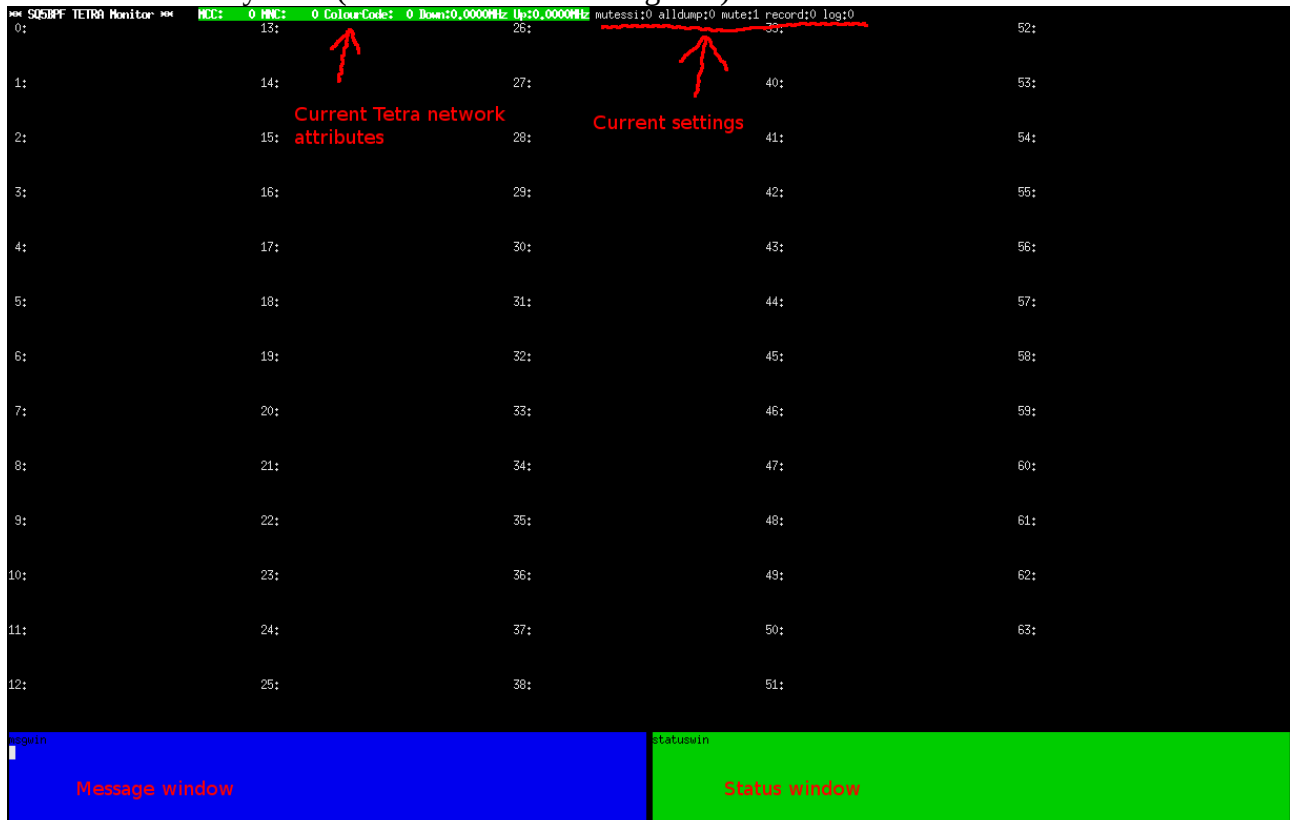 ** SQ5BPF TETRA Monitor ** MCC: 0 MNC: 0 ColourCode: 0 Down:0.0000MHz Up:0.0000MHz mutessi:0 alldump:0 mute:1 record:0 log:0
0: 13: 26: 39: 52:
1: 14: 27: 40: 53:
Current Tetra network
attributes
Current settings
2: 15: 28: 41: 54:
3: 16: 29: 42: 55:
4: 17: 30: 43: 56:
5: 18: 31: 44: 57:
6: 19: 32: 45: 58:
7: 20: 33: 46: 59:
8: 21: 34: 47: 60:
9: 22: 35: 48: 61:
10: 23: 36: 49: 62:
11: 24: 37: 50: 63:
12: 25: 38: 51:
msgwin statuswin
Message window Status window